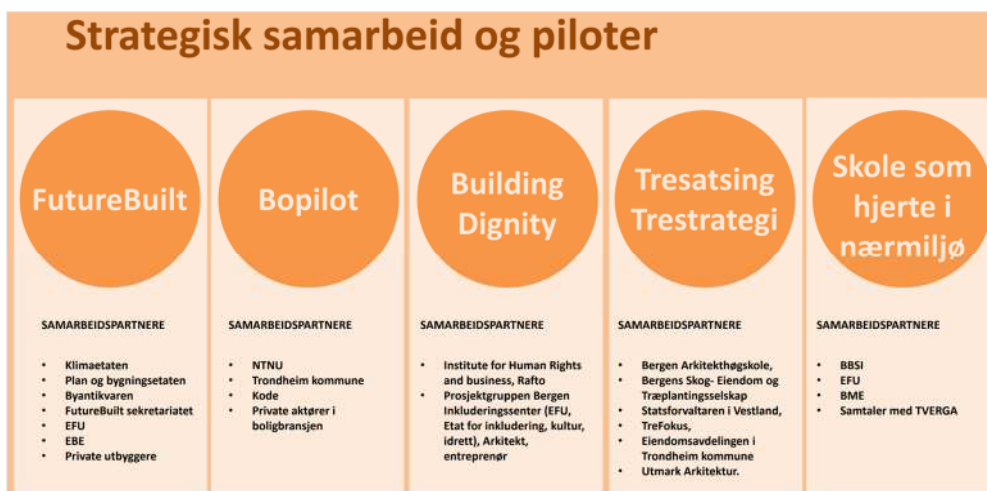 Strategisk samarbeid og piloter
FutureBuilt
SAMARBEIDSPARTNERE
• Klimaetaten
• Plan og bygningsetaten
• Byantikvaren
• FutureBuilt sekretariatet
• EFU
• EBE
• Private utbyggere
Bopilot
SAMARBEIDSPARTNERE
• NTNU
• Trondheim kommune
• Kode
• Private aktører i
boligbransjen
Building
Dignity
SAMARBEIDSPARTNERE
• Institute for Human Rights
and business, Rafto
• Prosjektgruppen Bergen
Inkluderingssenter (EFU,
Etat for inkludering, kultur,
idrett), Arkitekt,
entreprenør
Tresatsing
Trestrategi
SAMARBEIDSPARTNERE
• Bergen Arkitekthøgskole,
• Bergens Skog- Eiendom og
Træplantingsselskap
• Statsforvaltaren i Vestland,
• TreFokus,
• Eiendomsavdelingen i
Trondheim kommune
• Utmark Arkitektur.
Skole som
hjerte i
nærmiljø
SAMARBEIDSPARTNERE
• BBSI
• EFU
• BME
• Samtaler med TVERGA